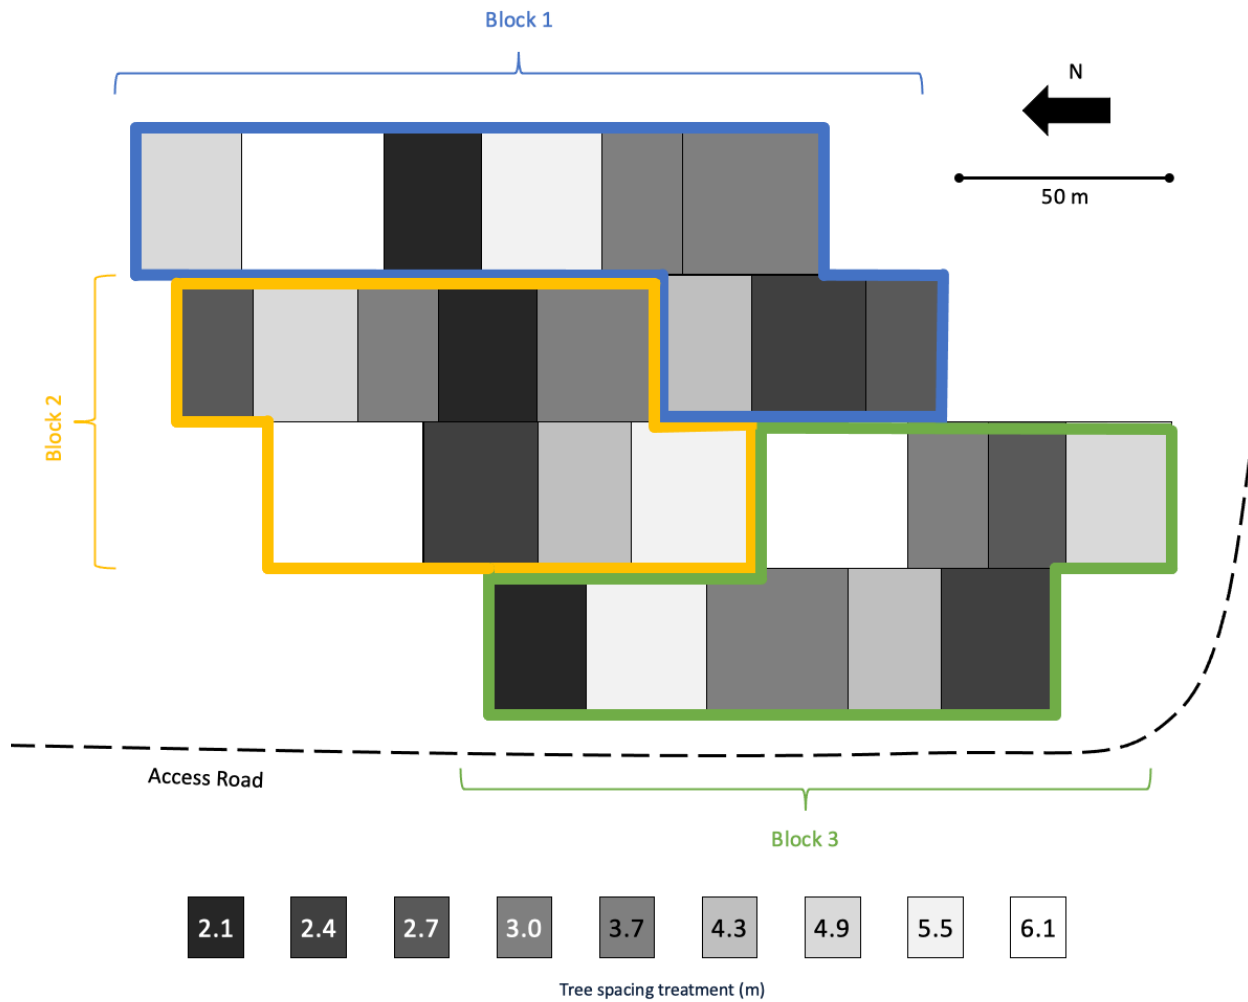 Block 1
N
50 m
Block 2
Access Road
Block 3
2.1 2.4 2.7 3.0 3.7 4.3 4.9 5.5 6.1
Tree spacing treatment (m)